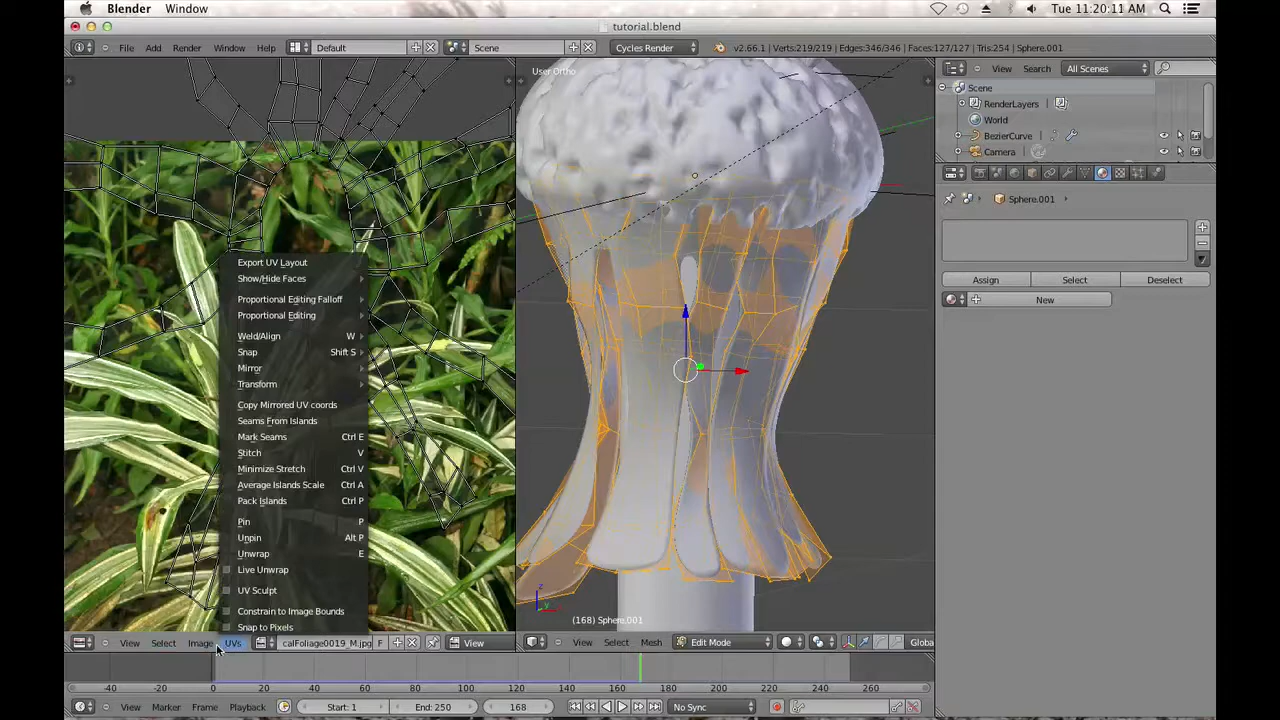 Blender Window Tue 11:20:11 AM
tutorial.blend
File Add Render Window Help Default Scene Cycles Render v2.66.1 | Verts:219/219 | Edges:346/346 | Faces:127/127 | Tris:254 | Sphere.001
User Ortho
View Search All Scenes
Scene
RenderLayers
World
BezierCurve
Camera
Sphere.001
Assign Select Deselect
New
Export UV Layout
Show/Hide Faces
Proportional Editing Falloff
Proportional Editing
Weld/Align W
Snap Shift S
Mirror
Transform
Copy Mirrored UV coords
Seams From Islands
Mark Seams Ctrl E
Stitch V
Minimize Stretch Ctrl V
Average Islands Scale Ctrl A
Pack Islands Ctrl P
Pin P
Unpin Alt P
Unwrap E
Live Unwrap
UV Sculpt
Constrain to Image Bounds
Snap to Pixels
z
y
(168) Sphere.001
View Select Image UVs calFoliage0019_M.jpg F View
View Select Mesh Edit Mode Globa
-40 -20 0 20 40 60 80 100 120 140 160 180 200 220 240 260
View Marker Frame Playback Start: 1 End: 250 168 No Sync